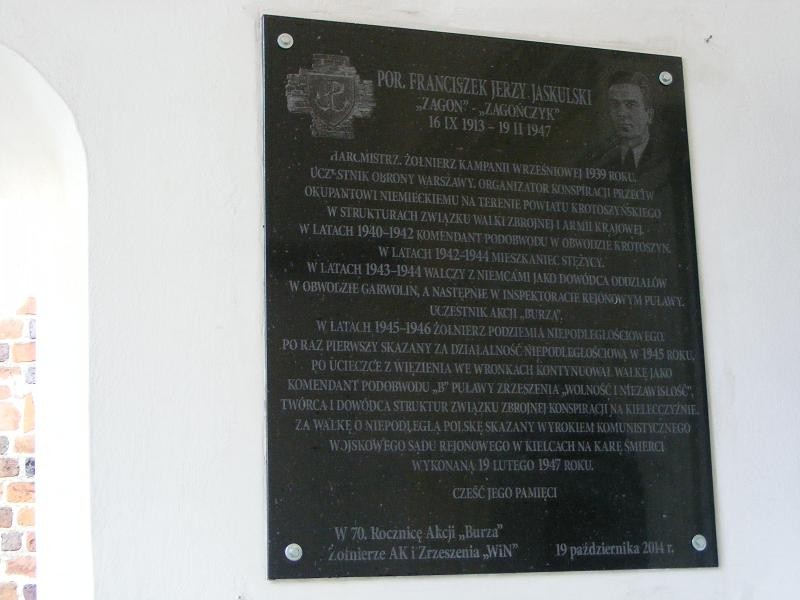 POR. FRANCISZEK JERZY JASKULSKI
„ZAGON" - „ZAGOŃCZYK"
16 IX 1913 – 19 II 1947
HARCMISTRZ. ŻOŁNIERZ KAMPANII WRZEŚNIOWEJ 1939 ROKU.
UCZESTNIK OBRONY WARSZAWY. ORGANIZATOR KONSPIRACJI PRZECIW
OKUPANTOWI NIEMIECKIEMU NA TERENIE POWIATU KROTOSZYŃSKIEGO
W STRUKTURACH ZWIĄZKU WALKI ZBROJNEJ I ARMII KRAJOWEJ.
W LATACH 1940–1942 KOMENDANT PODOBWODU W OBWODZIE KROTOSZYN.
W LATACH 1942–1944 MIESZKANIEC STĘŻYCY.
W LATACH 1943–1944 WALCZY Z NIEMCAMI JAKO DOWÓDCA ODDZIAŁÓW
W OBWODZIE GARWOLIN, A NASTĘPNIE W INSPEKTORACIE REJONOWYM PUŁAWY.
UCZESTNIK AKCJI „BURZA".
W LATACH 1945–1946 ŻOŁNIERZ PODZIEMIA NIEPODLEGŁOŚCIOWEGO.
PO RAZ PIERWSZY SKAZANY ZA DZIAŁALNOŚĆ NIEPODLEGŁOŚCIOWĄ W 1945 ROKU.
PO UCIECZCE Z WIĘZIENIA WE WRONKACH KONTYNUOWAŁ WALKĘ JAKO
KOMENDANT PODOBWODU „B" PUŁAWY ZRZESZENIA „WOLNOŚĆ I NIEZAWISŁOŚĆ",
TWÓRCA I DOWÓDCA STRUKTUR ZWIĄZKU ZBROJNEJ KONSPIRACJI NA KIELECCZYŹNIE.
ZA WALKĘ O NIEPODLEGŁĄ POLSKĘ SKAZANY WYROKIEM KOMUNISTYCZNEGO
WOJSKOWEGO SĄDU REJONOWEGO W KIELCACH NA KARĘ ŚMIERCI
WYKONANĄ 19 LUTEGO 1947 ROKU.
CZEŚĆ JEGO PAMIĘCI
W 70. Rocznicę Akcji „Burza"
Żołnierze AK i Zrzeszenia „WiN" 19 października 2014 r.